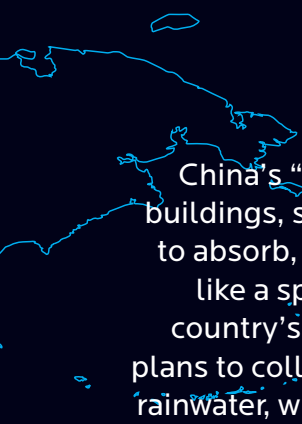 China's "
buildings, s
to absorb,
like a sp
country's
plans to coll
rainwater, w